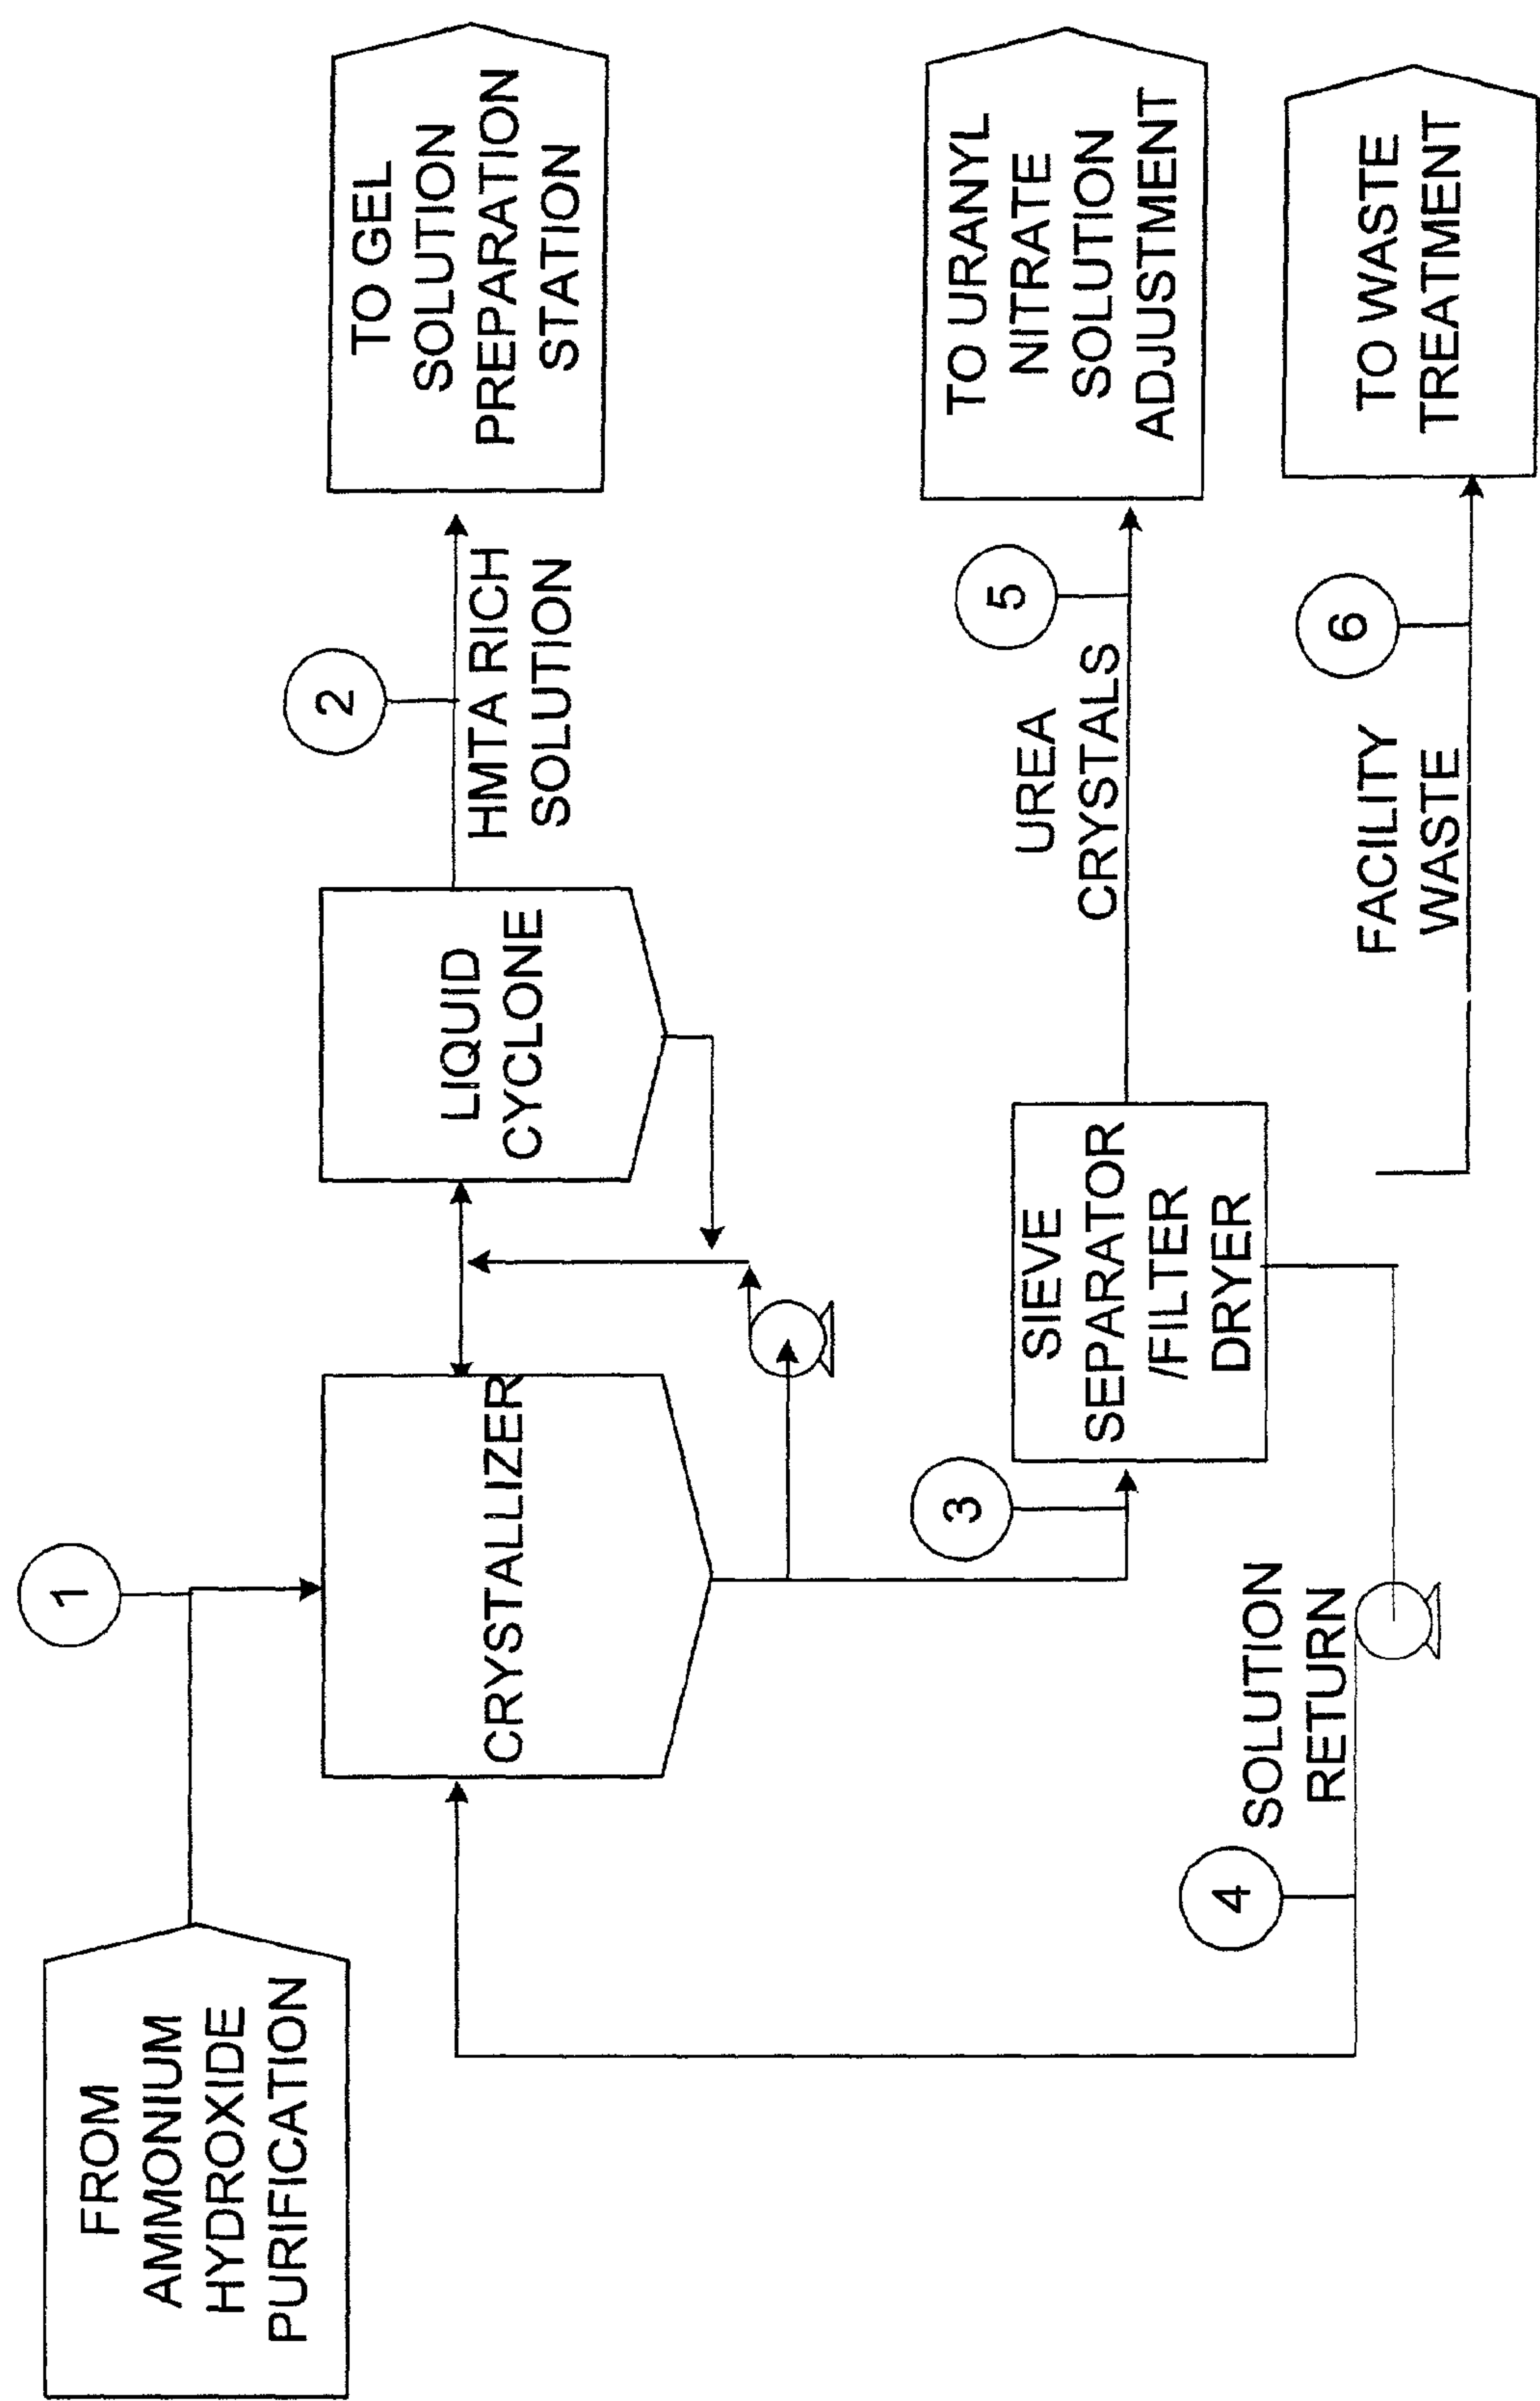 FROM
AMMONIUM
HYDROXIDE
PURIFICATION
1
CRYSTALLIZER
LIQUID
CYCLONE
2
HMTA RICH
SOLUTION
TO GEL
SOLUTION
PREPARATION
STATION
3
SIEVE
SEPARATOR
/FILTER
DRYER
UREA
CRYSTALS
5
TO URANYL
NITRATE
SOLUTION
ADJUSTMENT
4
SOLUTION
RETURN
FACILITY
WASTE
6
TO WASTE
TREATMENT